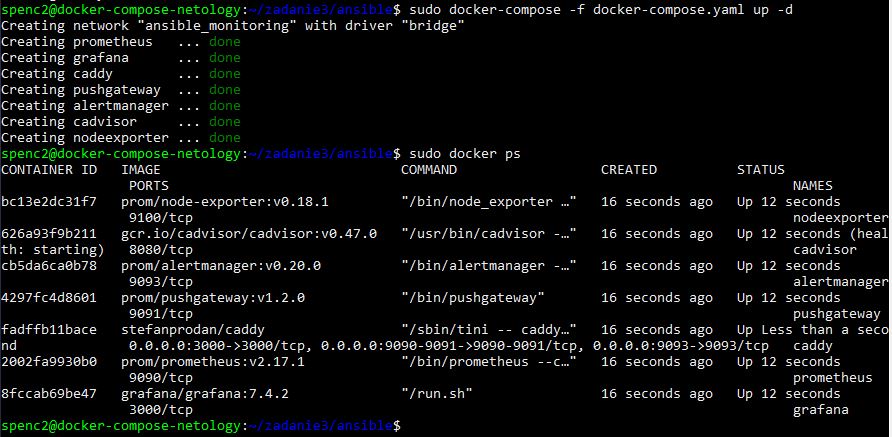 spenc2@docker-compose-netology:~/zadanie3/ansible$ sudo docker-compose -f docker-compose.yaml up -d
Creating network "ansible_monitoring" with driver "bridge"
Creating prometheus   ... done
Creating grafana      ... done
Creating caddy        ... done
Creating pushgateway  ... done
Creating alertmanager ... done
Creating cadvisor     ... done
Creating nodeexporter ... done
spenc2@docker-compose-netology:~/zadanie3/ansible$ sudo docker ps
CONTAINER ID   IMAGE                              COMMAND                  CREATED          STATUS
                PORTS                                                                              NAMES
bc13e2dc31f7   prom/node-exporter:v0.18.1         "/bin/node_exporter …"   16 seconds ago   Up 12 seconds
                9100/tcp                                                                           nodeexporter
626a93f9b211   gcr.io/cadvisor/cadvisor:v0.47.0   "/usr/bin/cadvisor -…"   16 seconds ago   Up 12 seconds (heal
th: starting)   8080/tcp                                                                           cadvisor
cb5da6ca0b78   prom/alertmanager:v0.20.0          "/bin/alertmanager -…"   16 seconds ago   Up 12 seconds
                9093/tcp                                                                           alertmanager
4297fc4d8601   prom/pushgateway:v1.2.0            "/bin/pushgateway"       16 seconds ago   Up 12 seconds
                9091/tcp                                                                           pushgateway
fadffb11bace   stefanprodan/caddy                 "/sbin/tini -- caddy…"   16 seconds ago   Up Less than a seco
nd              0.0.0.0:3000->3000/tcp, 0.0.0.0:9090-9091->9090-9091/tcp, 0.0.0.0:9093->9093/tcp   caddy
2002fa9930b0   prom/prometheus:v2.17.1            "/bin/prometheus --c…"   16 seconds ago   Up 12 seconds
                9090/tcp                                                                           prometheus
8fccab69be47   grafana/grafana:7.4.2              "/run.sh"                16 seconds ago   Up 12 seconds
                3000/tcp                                                                           grafana
spenc2@docker-compose-netology:~/zadanie3/ansible$